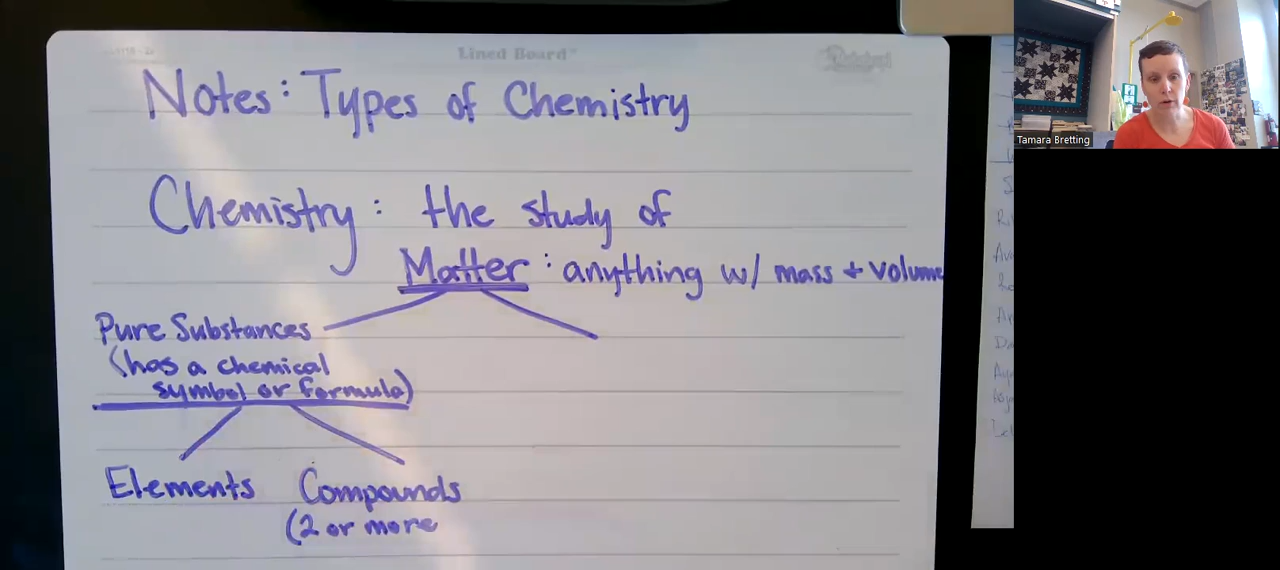 Lined Board
Notes: Types of Chemistry
Chemistry: the study of
Matter: anything w/ mass + volume
Pure Substances
(has a chemical
symbol or formula)
Elements Compounds
(2 or more
Tamara Bretting